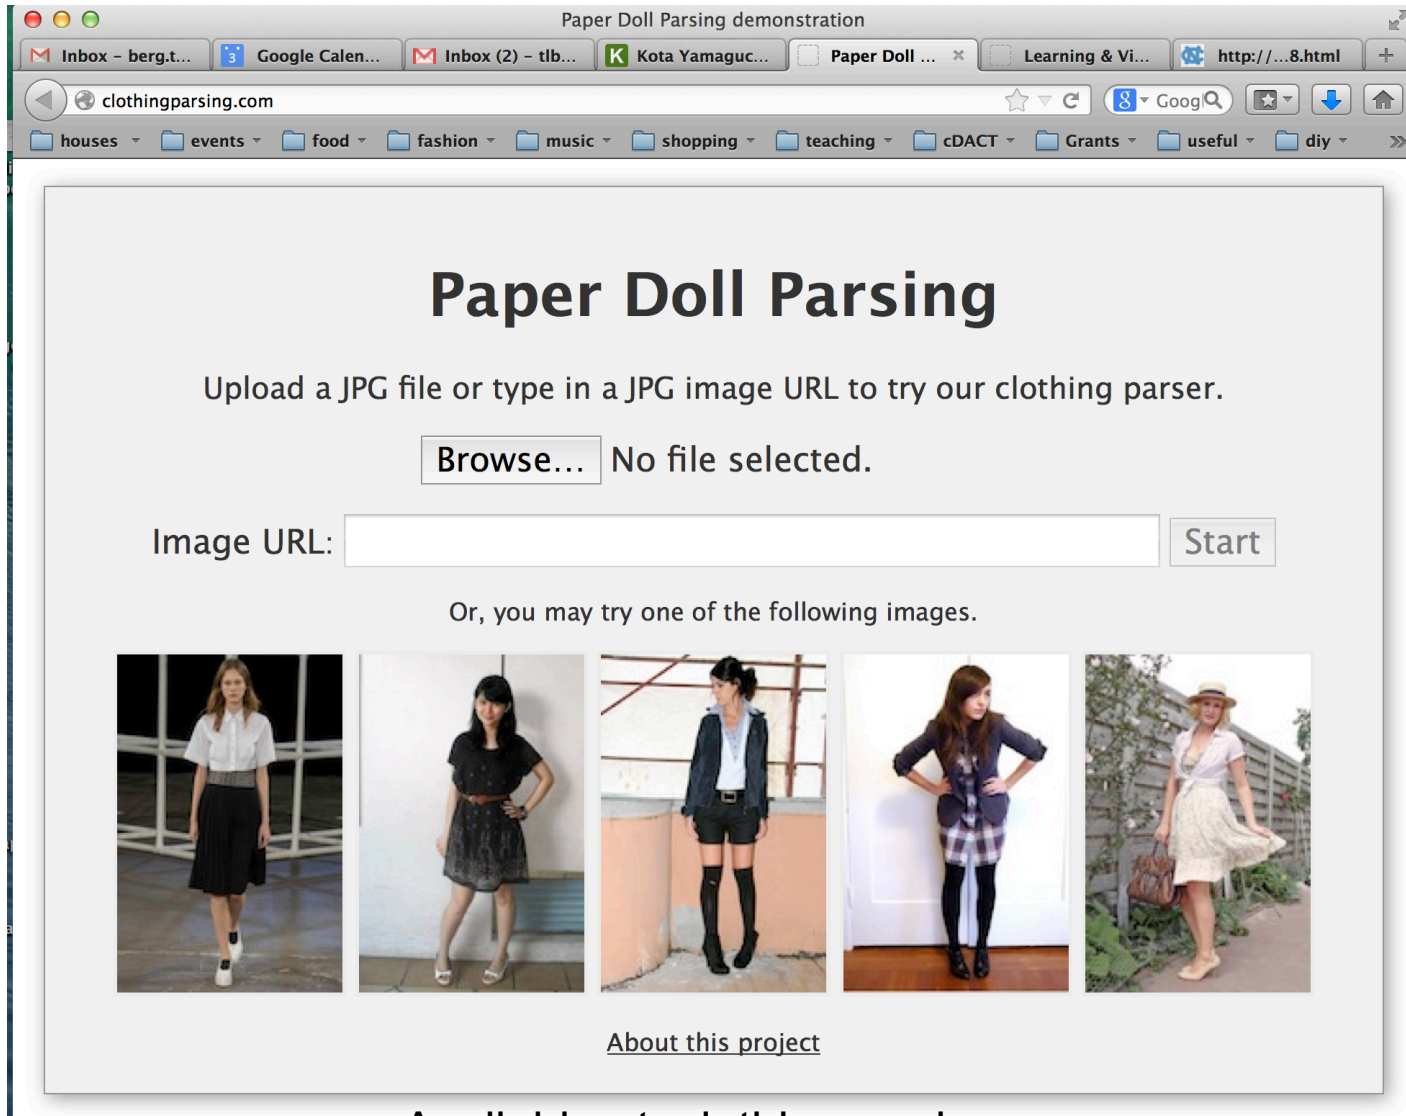 Paper Doll Parsing demonstration
Inbox – berg.t...
3
Google Calen...
Inbox (2) – tlb...
K
Kota Yamaguc...
Paper Doll ...
Learning & Vi...
http://...8.html
clothingparsing.com
8
Goog
houses
events
food
fashion
music
shopping
teaching
cDACT
Grants
useful
diy
Paper Doll Parsing
Upload a JPG file or type in a JPG image URL to try our clothing parser.
Browse... No file selected.
Image URL:
Start
Or, you may try one of the following images.
About this project